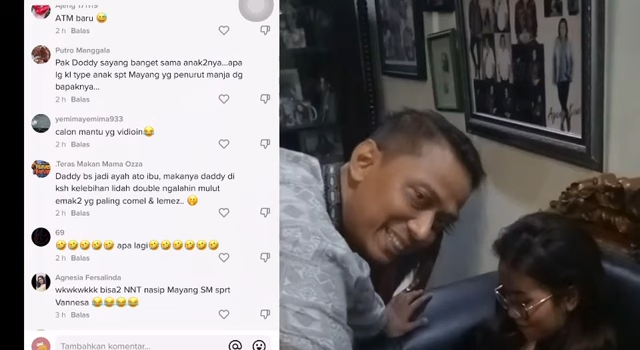 ATM baru 😅
2 h Balas
Putro Manggala
Pak Doddy sayang banget sama anak2nya...apa
lg kl type anak spt Mayang yg penurut manja dg
bapaknya...
2 h Balas
yemimayemima933
calon mantu yg vidioin😂
2 h Balas
.Teras Makan Mama Ozza
Daddy bs jadi ayah ato ibu, makanya daddy di
ksh kelebihan lidah double ngalahin mulut
emak2 yg paling comel & lemez.. 🤭
2 h Balas
69
🤣🤣🤣🤣🤣 apa lagi🤣🤣🤣🤣🤣🤣
2 h Balas
Agnesia Fersalinda
wkwkwkkk bisa2 NNT nasip Mayang SM sprt
Vannesa 😂😂😂😂
3 h Balas
Tambahkan komentar...